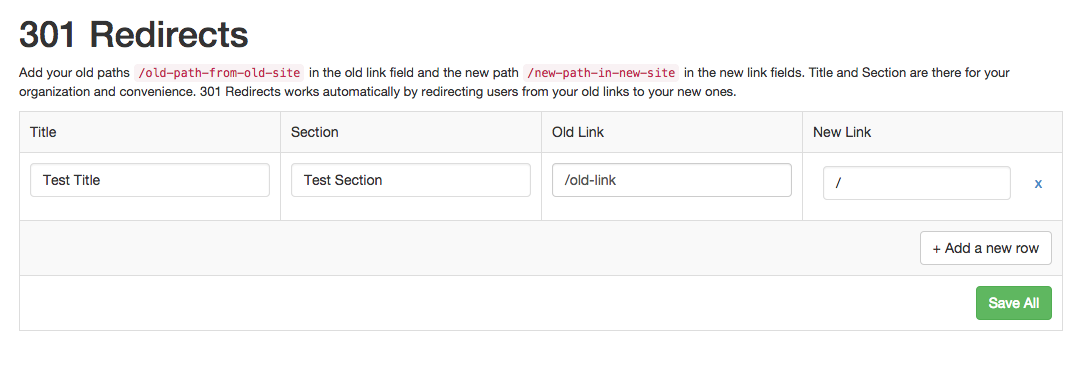 301 Redirects
Add your old paths /old-path-from-old-site in the old link field and the new path /new-path-in-new-site in the new link fields. Title and Section are there for your
organization and convenience. 301 Redirects works automatically by redirecting users from your old links to your new ones.
Title Section Old Link New Link
Test Title Test Section /old-link / x
+ Add a new row
Save All